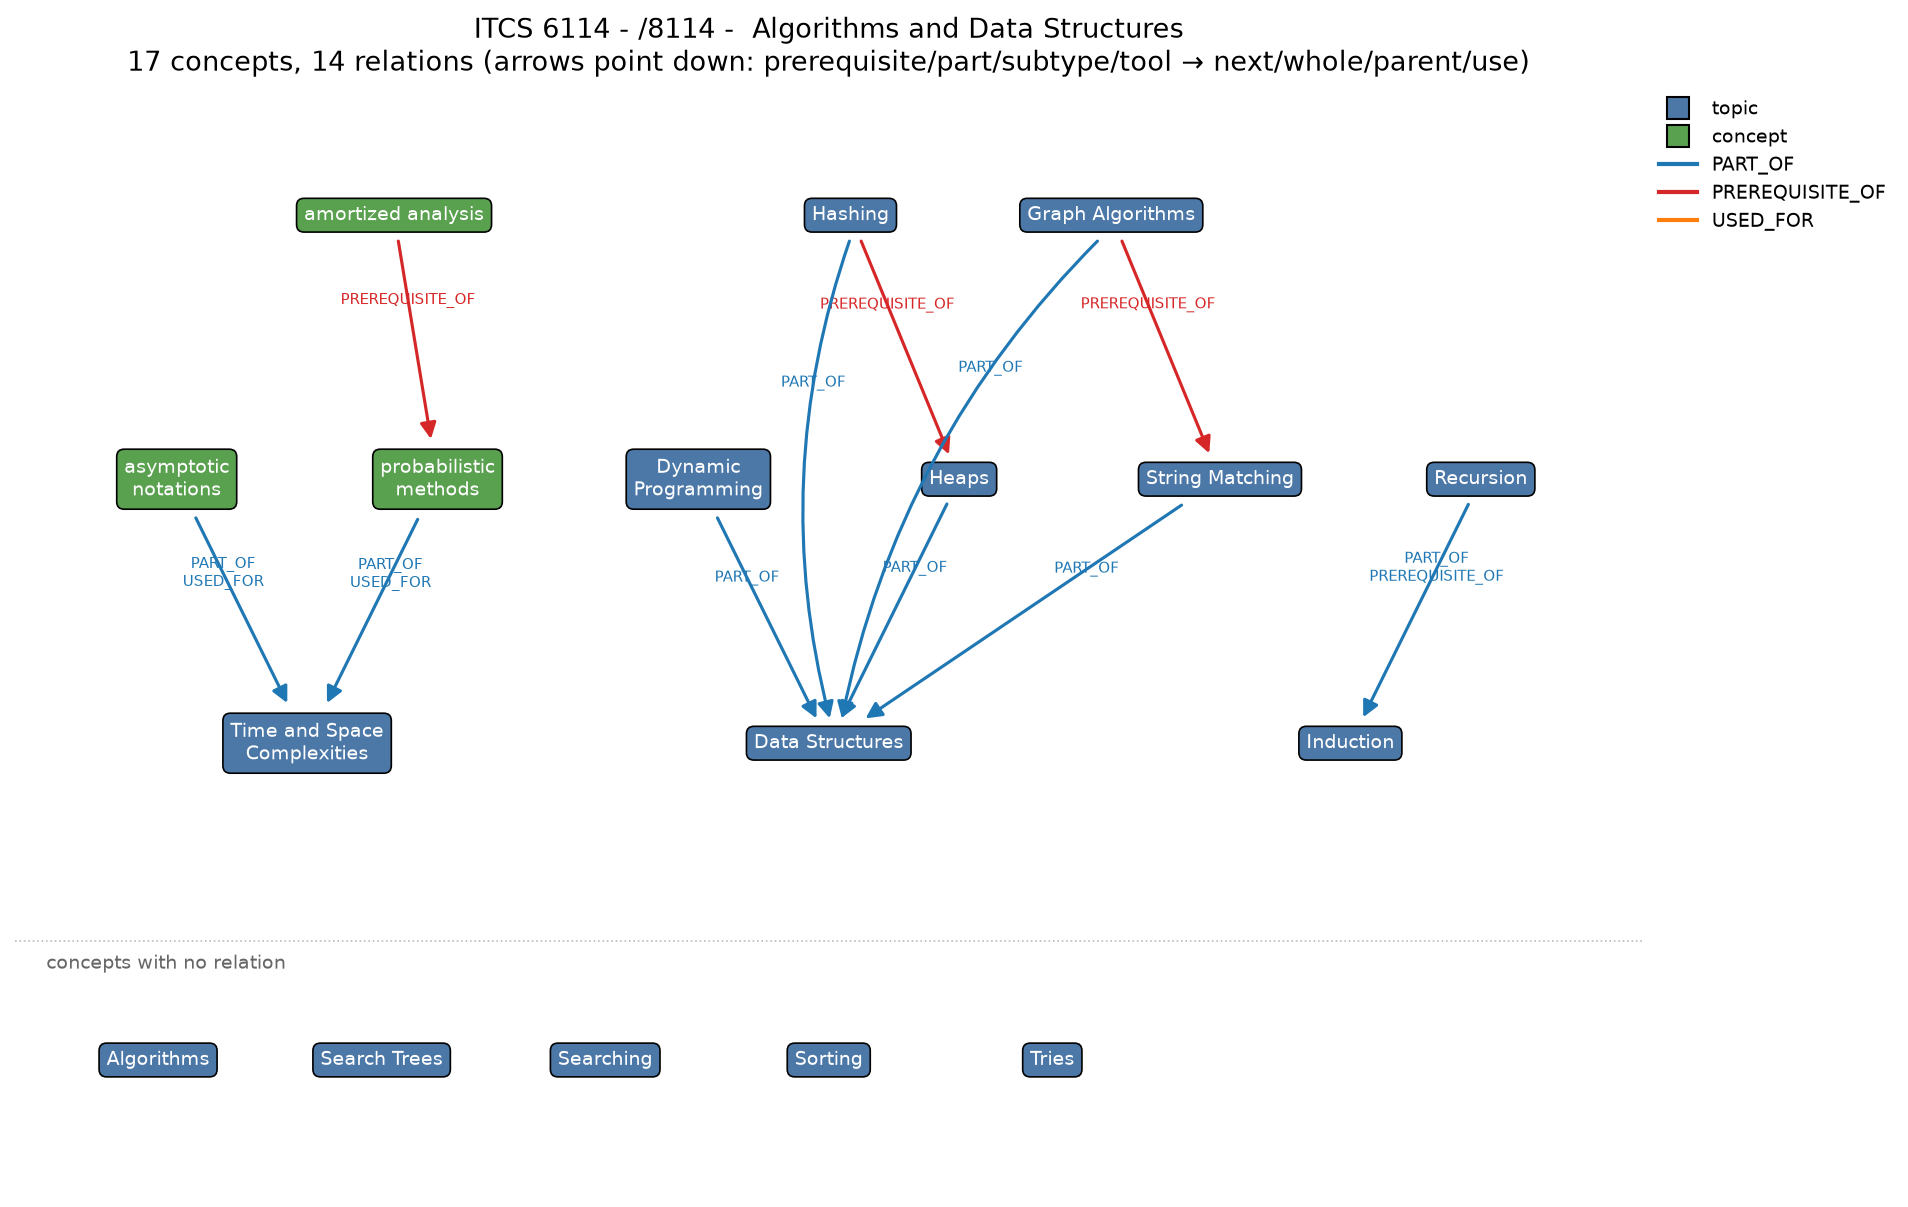 ITCS 6114 - /8114 -  Algorithms and Data Structures
17 concepts, 14 relations (arrows point down: prerequisite/part/subtype/tool → next/whole/parent/use)
topic
concept
PART_OF
PREREQUISITE_OF
USED_FOR
amortized analysis
Hashing
Graph Algorithms
PREREQUISITE_OF
PREREQUISITE_OF
PREREQUISITE_OF
PART_OF
PART_OF
asymptotic
notations
probabilistic
methods
Dynamic
Programming
Heaps
String Matching
Recursion
PART_OF
USED_FOR
PART_OF
USED_FOR
PART_OF
PART_OF
PART_OF
PART_OF
PREREQUISITE_OF
Time and Space
Complexities
Data Structures
Induction
concepts with no relation
Algorithms
Search Trees
Searching
Sorting
Tries